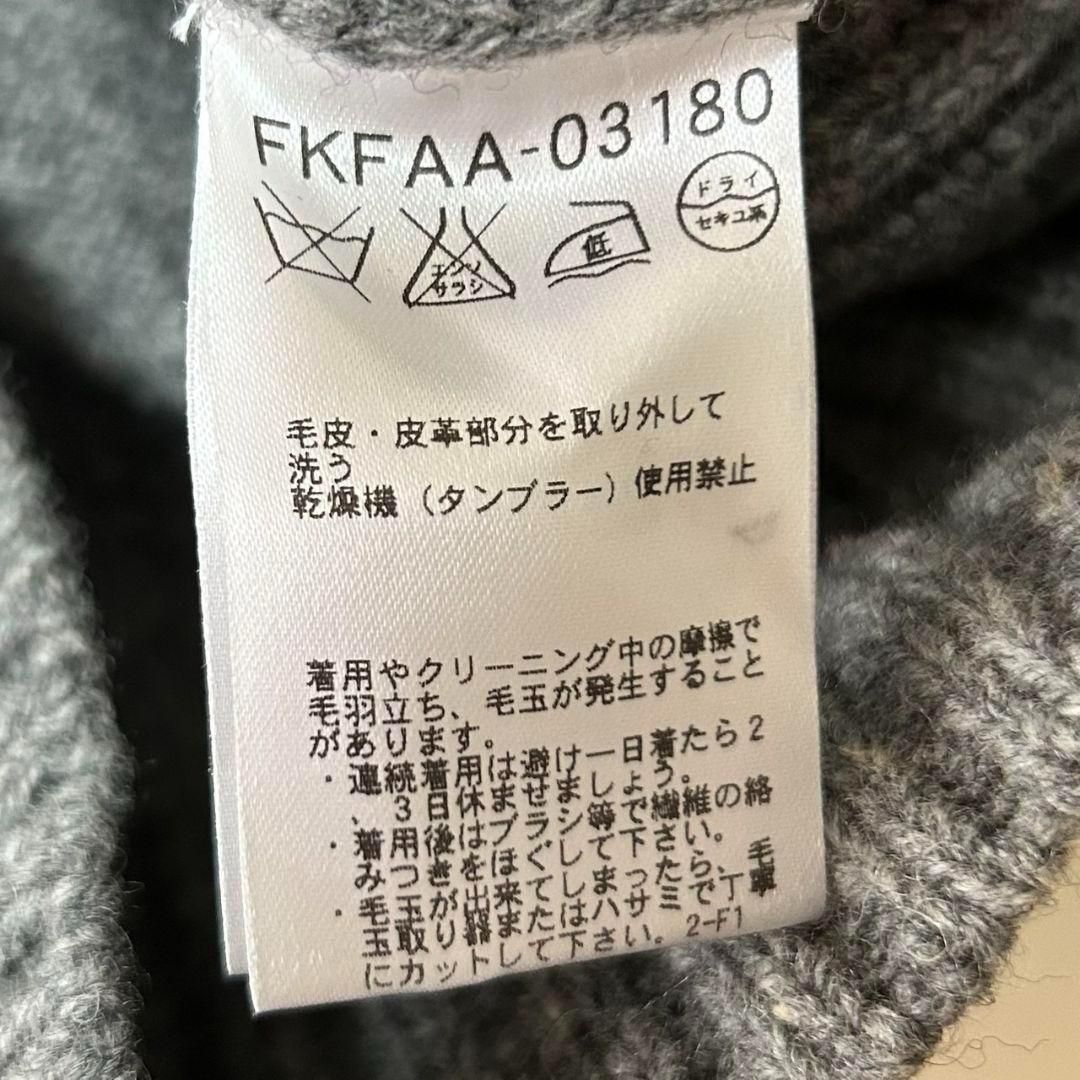 FKFAA-03180
エンソ
サラシ
低
ドライ
セキユ系
毛皮・皮革部分を取り外して
洗う
乾燥機（タンブラー）使用禁止
着用やクリーニング中の摩擦で
毛羽立ち、毛玉が発生すること
があります。
・連続着用は避け一日着たら2
、3日休ませましょう。
・着用後はブラシ等で繊維の絡
みつきをほぐして下さい。
・毛玉が出来てしまったら、毛
玉取り器またはハサミで丁寧
にカットして下さい。2-F1